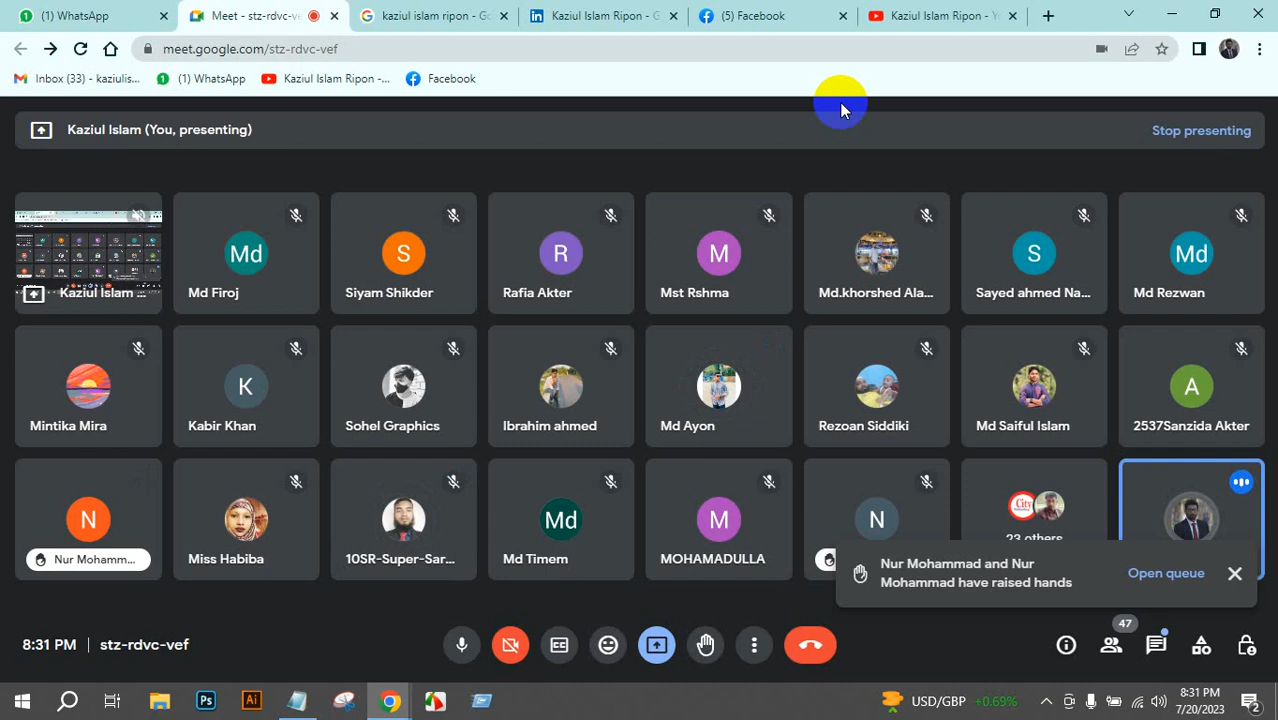 (1) WhatsApp
Meet - stz-rdvc-ve
kaziul islam ripon - Go
Kaziul Islam Ripon - G
(5) Facebook
Kaziul Islam Ripon - Y
meet.google.com/stz-rdvc-vef
Inbox (33) - kaziulis...
(1) WhatsApp
Kaziul Islam Ripon -...
Facebook
Kaziul Islam (You, presenting)
Stop presenting
Kaziul Islam ...
Md
Md Firoj
S
Siyam Shikder
R
Rafia Akter
M
Mst Rshma
Md.khorshed Ala...
S
Sayed ahmed Na...
Md
Md Rezwan
Mintika Mira
K
Kabir Khan
Sohel Graphics
Ibrahim ahmed
Md Ayon
Rezoan Siddiki
Md Saiful Islam
A
2537Sanzida Akter
N
Nur Mohamm...
Miss Habiba
10SR-Super-Sar...
Md
Md Timem
M
MOHAMADULLA
N
City
23 others
Nur Mohammad and Nur
Mohammad have raised hands
Open queue
8:31 PM
stz-rdvc-vef
47
Ps
Ai
USD/GBP
+0.69%
8:31 PM
7/20/2023
2